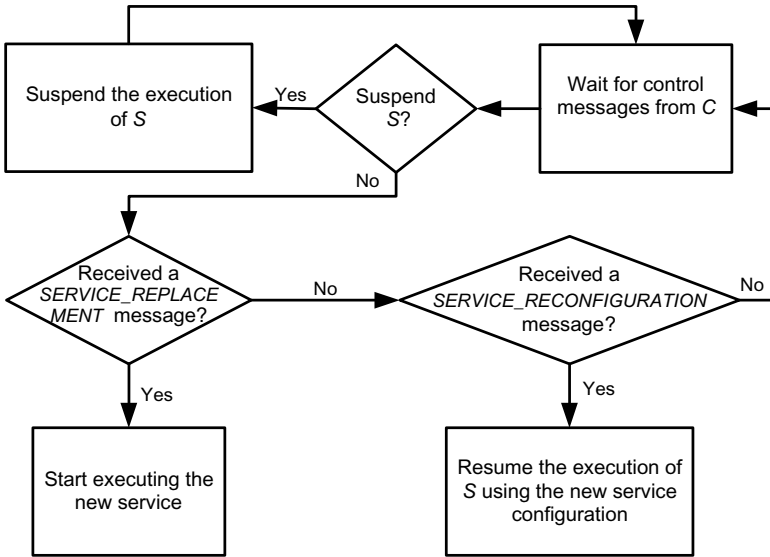 Suspend the execution
of S
Yes
Suspend
S?
Wait for control
messages from C
No
Received a
SERVICE_REPLACE
MENT message?
No
Received a
SERVICE_RECONFIGURATION
message?
No
Yes
Yes
Start executing the
new service
Resume the execution of
S using the new service
configuration